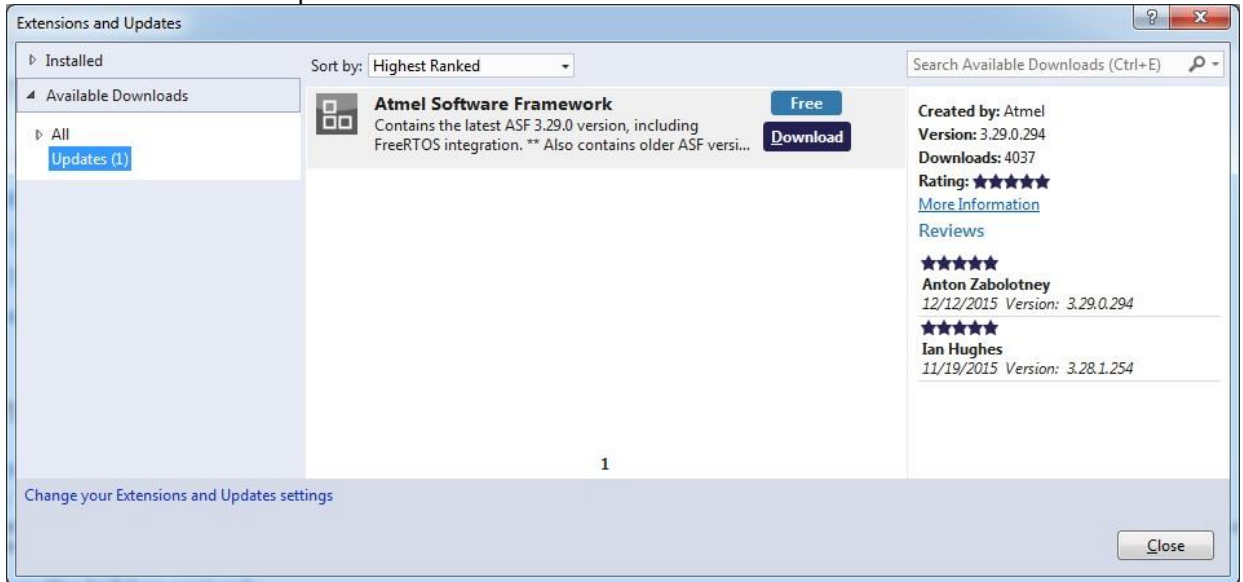 Extensions and Updates
Installed
Available Downloads
All
Updates (1)
Sort by: Highest Ranked
Atmel Software Framework
Contains the latest ASF 3.29.0 version, including
FreeRTOS integration. ** Also contains older ASF versi...
Free
Download
1
Search Available Downloads (Ctrl+E)
Created by: Atmel
Version: 3.29.0.294
Downloads: 4037
Rating:
More Information
Reviews
Anton Zabolotney
12/12/2015 Version: 3.29.0.294
Ian Hughes
11/19/2015 Version: 3.28.1.254
Change your Extensions and Updates settings
Close